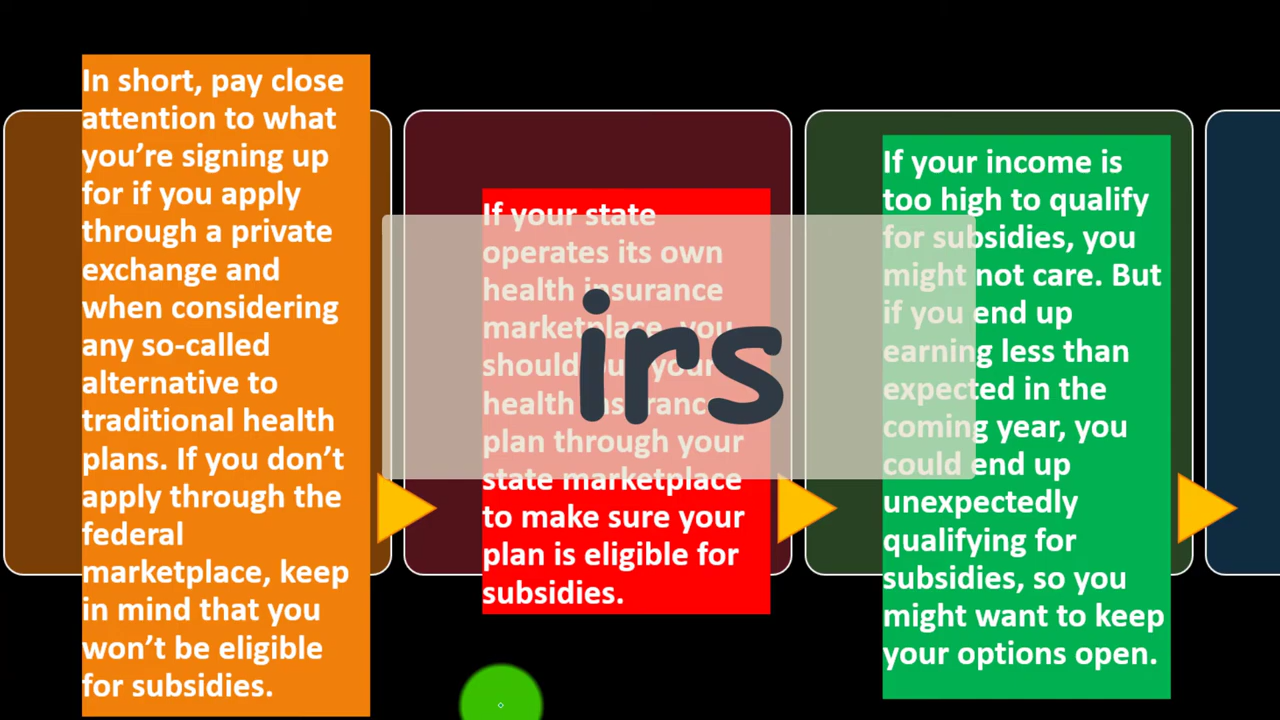 In short, pay close
attention to what
you’re signing up
for if you apply
through a private
exchange and
when considering
any so-called
alternative to
traditional health
plans. If you don’t
apply through the
federal
marketplace, keep
in mind that you
won’t be eligible
for subsidies.
If your state
operates its own
health insurance
marketplace, you
should buy your
health insurance
plan through your
state marketplace
to make sure your
plan is eligible for
subsidies.
irs
If your income is
too high to qualify
for subsidies, you
might not care. But
if you end up
earning less than
expected in the
coming year, you
could end up
unexpectedly
qualifying for
subsidies, so you
might want to keep
your options open.